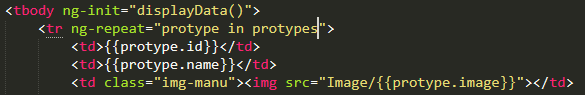 <tbody ng-init="displayData()">
<tr ng-repeat="protype in protypes">
<td>{{protype.id}}</td>
<td>{{protype.name}}</td>
<td class="img-manu"><img src="Image/{{protype.image}}"></td>